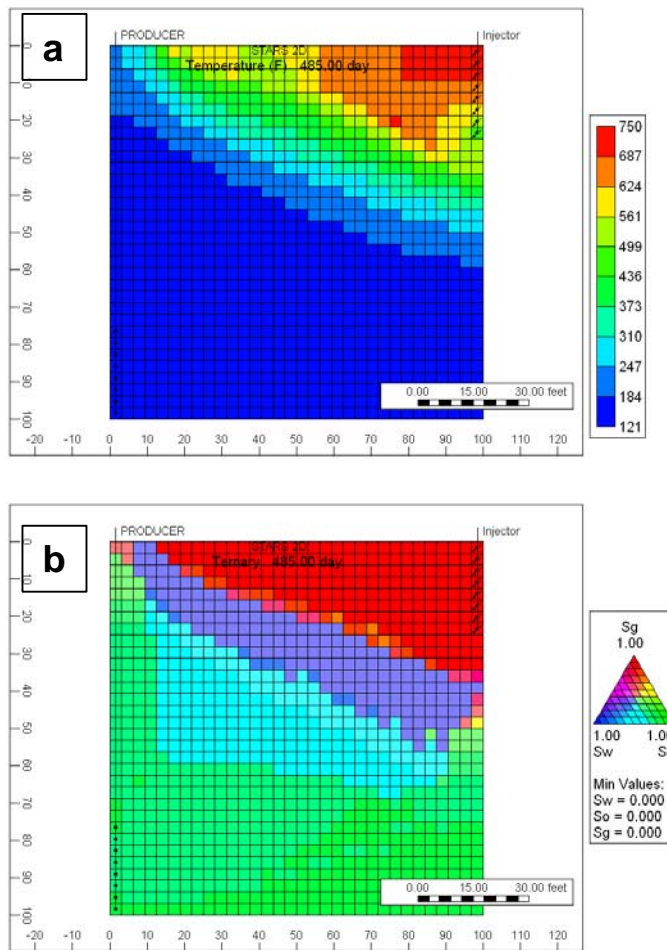 a
PRODUCER
Injector
STARS 2D
Temperature (F) 485.00 day
0
10
20
30
40
50
60
70
80
90
100
0.00 15.00 30.00 feet
-20 -10 0 10 20 30 40 50 60 70 80 90 100 110 120
750
687
624
561
499
436
373
310
247
184
121
b
PRODUCER
Injector
STARS 2D
Ternary 485.00 day
0
10
20
30
40
50
60
70
80
90
100
0.00 15.00 30.00 feet
-20 -10 0 10 20 30 40 50 60 70 80 90 100 110 120
Sg
1.00
1.00 1.00
Sw S
Min Values:
Sw = 0.000
So = 0.000
Sg = 0.000